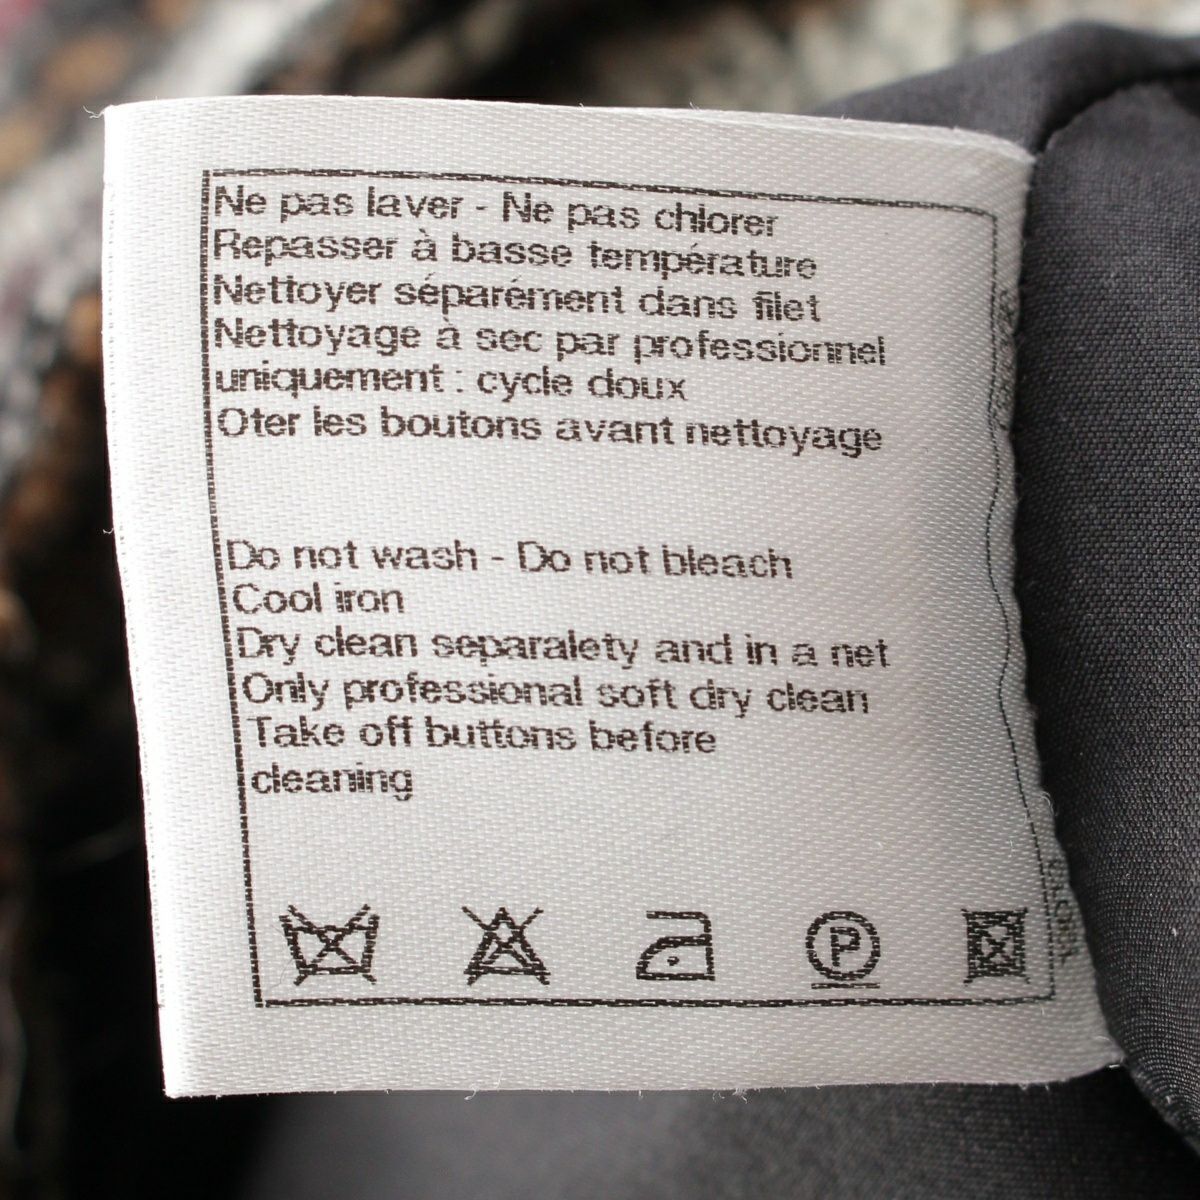 Ne pas laver - Ne pas chlorer
Repasser à basse température
Nettoyer séparément dans filet
Nettoyage à sec par professionnel
uniquement : cycle doux
Oter les boutons avant nettoyage
Do not wash - Do not bleach
Cool iron
Dry clean separalety and in a net
Only professional soft dry clean
Take off buttons before
cleaning
P